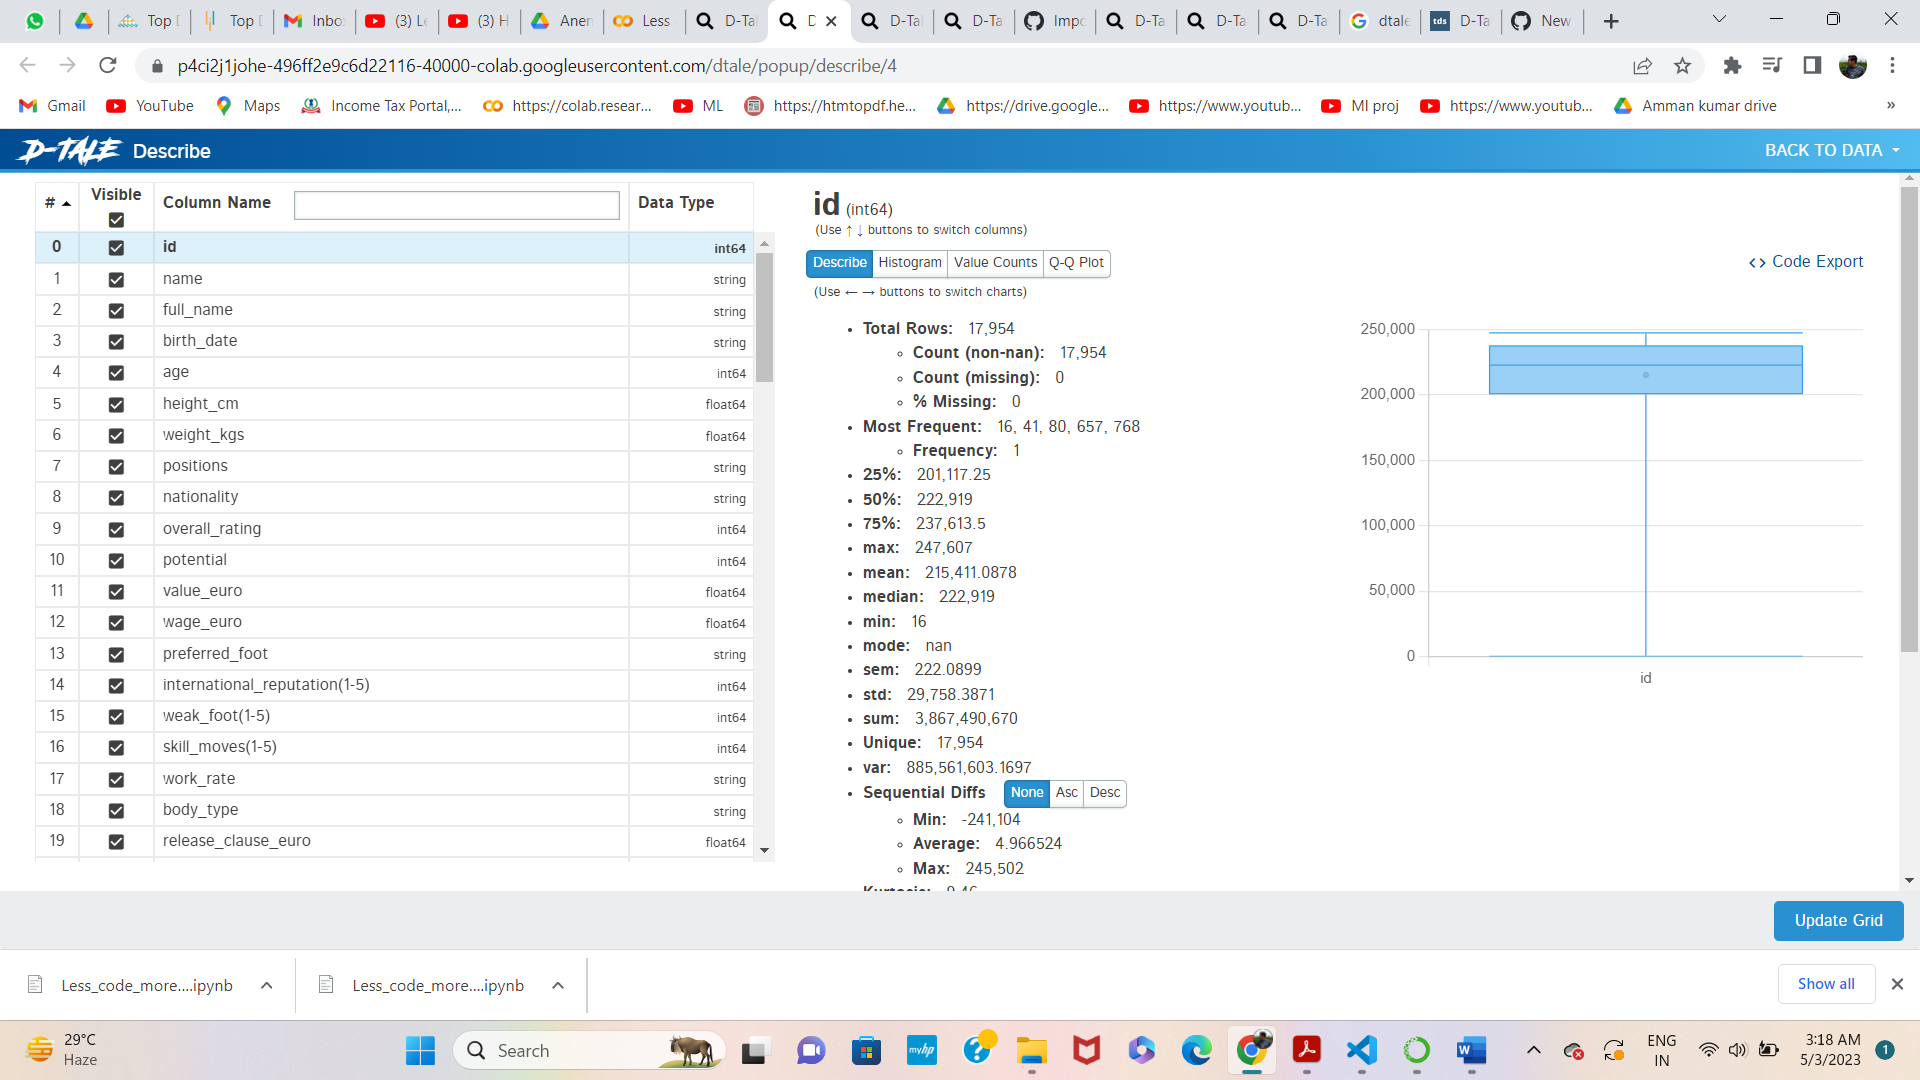 Top D
Top D
Inbo
(3) Le
(3) H
Anen
Less
D-Ta
D
D-Tal
D-Ta
Impo
D-Ta
D-Ta
D-Ta
dtale
tds D-Ta
New
p4ci2j1johe-496ff2e9c6d22116-40000-colab.googleusercontent.com/dtale/popup/describe/4
Gmail YouTube Maps Income Tax Portal,... https://colab.resear... ML https://htmtopdf.he... https://drive.google... https://www.youtub... Ml proj https://www.youtub... Amman kumar drive »
D-TALE Describe BACK TO DATA
# Visible Column Name Data Type
0 id int64
1 name string
2 full_name string
3 birth_date string
4 age int64
5 height_cm float64
6 weight_kgs float64
7 positions string
8 nationality string
9 overall_rating int64
10 potential int64
11 value_euro float64
12 wage_euro float64
13 preferred_foot string
14 international_reputation(1-5) int64
15 weak_foot(1-5) int64
16 skill_moves(1-5) int64
17 work_rate string
18 body_type string
19 release_clause_euro float64
id (int64)
(Use ↑ ↓ buttons to switch columns)
Describe Histogram Value Counts Q-Q Plot
<> Code Export
(Use ← → buttons to switch charts)
Total Rows: 17,954
Count (non-nan): 17,954
Count (missing): 0
% Missing: 0
Most Frequent: 16, 41, 80, 657, 768
Frequency: 1
25%: 201,117.25
50%: 222,919
75%: 237,613.5
max: 247,607
mean: 215,411.0878
median: 222,919
min: 16
mode: nan
sem: 222.0899
std: 29,758.3871
sum: 3,867,490,670
Unique: 17,954
var: 885,561,603.1697
Sequential Diffs None Asc Desc
Min: -241,104
Average: 4.966524
Max: 245,502
250,000
200,000
150,000
100,000
50,000
0
id
Update Grid
Less_code_more....ipynb
Less_code_more....ipynb
Show all
29°C
Haze
Search
myhp
ENG
IN
3:18 AM
5/3/2023
1